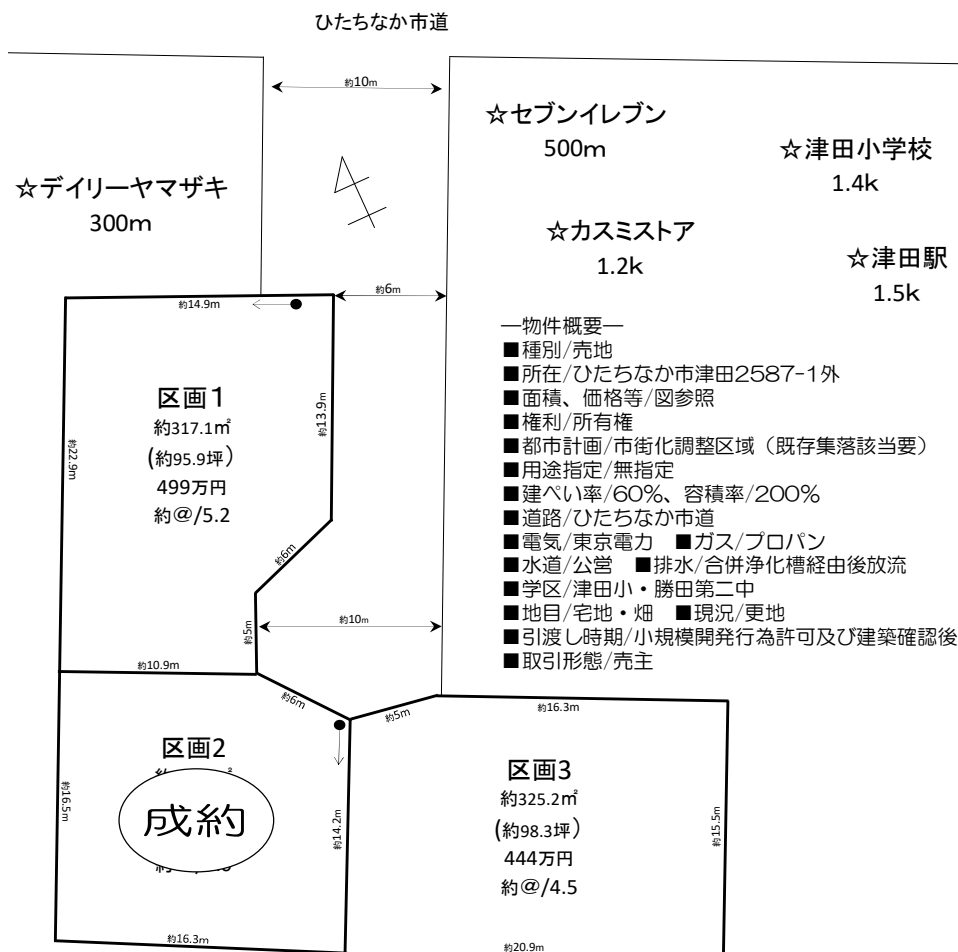 ひたちなか市道
約10m
☆セブンイレブン
500m
☆津田小学校
1.4k
☆デイリーヤマザキ
300m
☆カスミストア
1.2k
☆津田駅
1.5k
約14.9m
約6m
区画1
約317.1㎡
(約95.9坪)
499万円
約@/5.2
約22.9m
約13.9m
約6m
約5m
約10m
約10.9m
―物件概要―
■種別/売地
■所在/ひたちなか市津田2587-1外
■面積、価格等/図参照
■権利/所有権
■都市計画/市街化調整区域（既存集落該当要）
■用途指定/無指定
■建ぺい率/60%、容積率/200%
■道路/ひたちなか市道
■電気/東京電力 ■ガス/プロパン
■水道/公営 ■排水/合併浄化槽経由後放流
■学区/津田小・勝田第二中
■地目/宅地・畑 ■現況/更地
■引渡し時期/小規模開発行為許可及び建築確認後
■取引形態/売主
約6m
約5m
約16.3m
区画2
成約
約16.5m
約14.2m
約16.3m
区画3
約325.2㎡
(約98.3坪)
444万円
約@/4.5
約15.5m
約20.9m